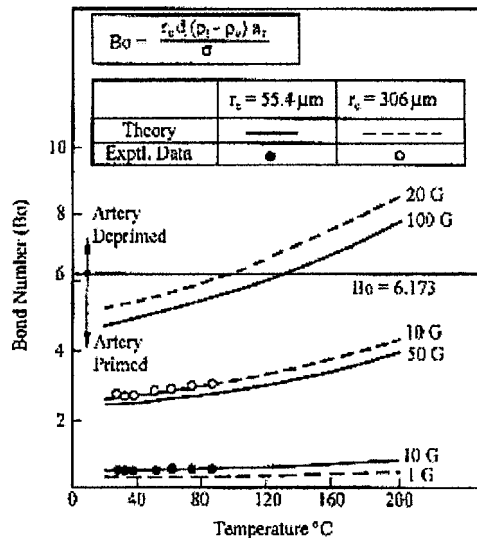 Bo = r_c d (ρ_l - ρ_v) a_r / σ
r_c = 55.4 μm r_c = 306 μm
Theory
Exptl. Data
10
Artery
Deprimed
8
6
Artery
Primed
4
2
0
Bond Number (Bo)
20 G
100 G
Bo = 6.173
10 G
50 G
10 G
1 G
0 40 80 120 160 200
Temperature °C